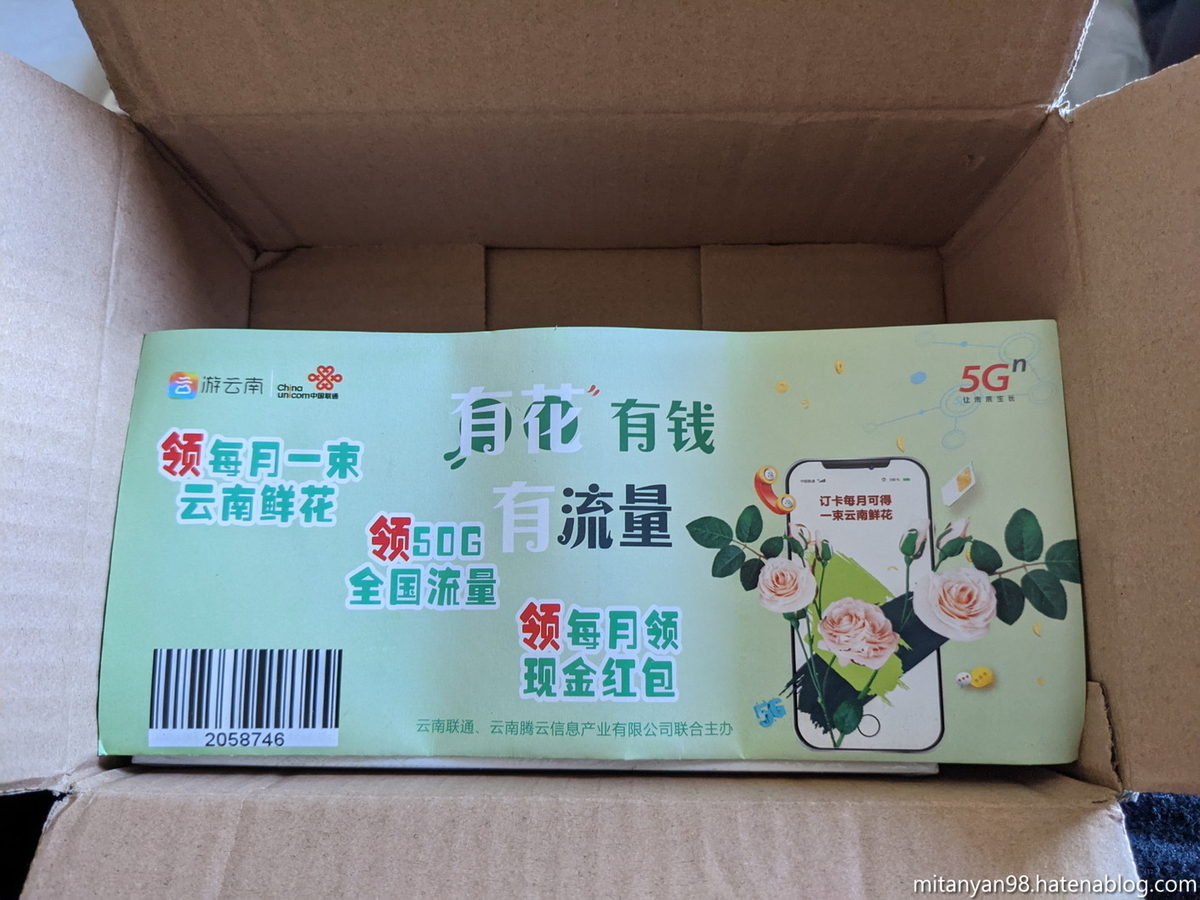 游云南
China
unicom中国联通
5Gn
让未来生长
有花 有钱
有流量
领每月一束
云南鲜花
领50G
全国流量
领每月领
现金红包
订卡每月可得
一束云南鲜花
5G
2058746
云南联通、云南腾云信息产业有限公司联合主办
mitanyan98.hatenablog.com